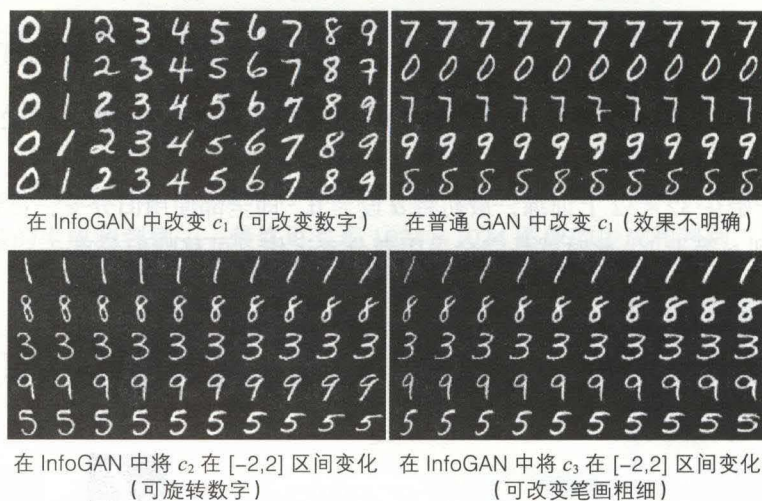 0 1 2 3 4 5 6 7 8 9
0 1 2 3 4 5 6 7 8 7
0 1 2 3 4 5 6 7 8 9
0 1 2 3 4 5 6 7 8 9
0 1 2 3 4 5 6 7 8 9
7 7 7 7 7 7 7 7 7 7
0 0 0 0 0 0 0 0 0 0
7 7 7 7 7 7 7 7 7 7
9 9 9 9 9 9 9 9 9 9
8 5 8 5 8 5 5 8 8 8
在 InfoGAN 中改变 c₁（可改变数字）
在普通 GAN 中改变 c₁（效果不明确）
1 1 1 1 1 1 1 1 1 1
8 8 8 8 8 8 8 8 8 8
3 3 3 3 3 3 3 3 3 3
9 9 9 9 9 9 9 9 9 9
5 5 5 5 5 5 5 5 5 5
1 1 1 1 1 1 1 1 1 1
8 8 8 8 8 8 8 8 8 8
3 3 3 3 3 3 3 3 3 3
9 9 9 9 9 9 9 9 9 9
5 5 5 5 5 5 5 5 5 5
在 InfoGAN 中将 c₂ 在 [−2,2] 区间变化
（可旋转数字）
在 InfoGAN 中将 c₃ 在 [−2,2] 区间变化
（可改变笔画粗细）